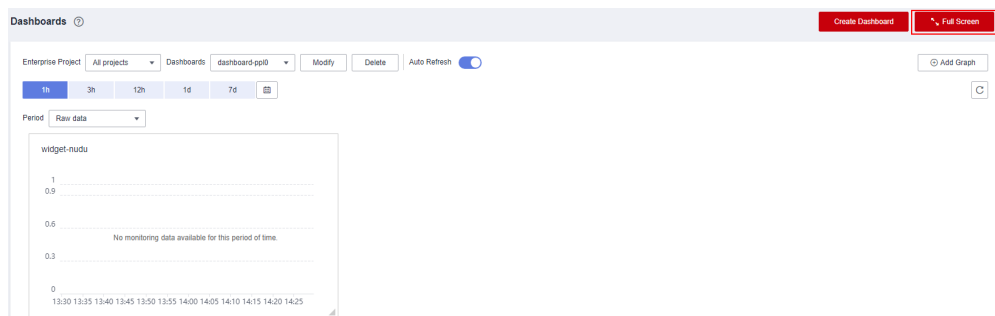 Dashboards ?
Create Dashboard
Full Screen
Enterprise Project All projects Dashboards dashboard-ppl0 Modify Delete Auto Refresh
Add Graph
1h 3h 12h 1d 7d
Period Raw data
widget-nudu
1
0.9
0.6
No monitoring data available for this period of time.
0.3
0
13:30 13:35 13:40 13:45 13:50 13:55 14:00 14:05 14:10 14:15 14:20 14:25